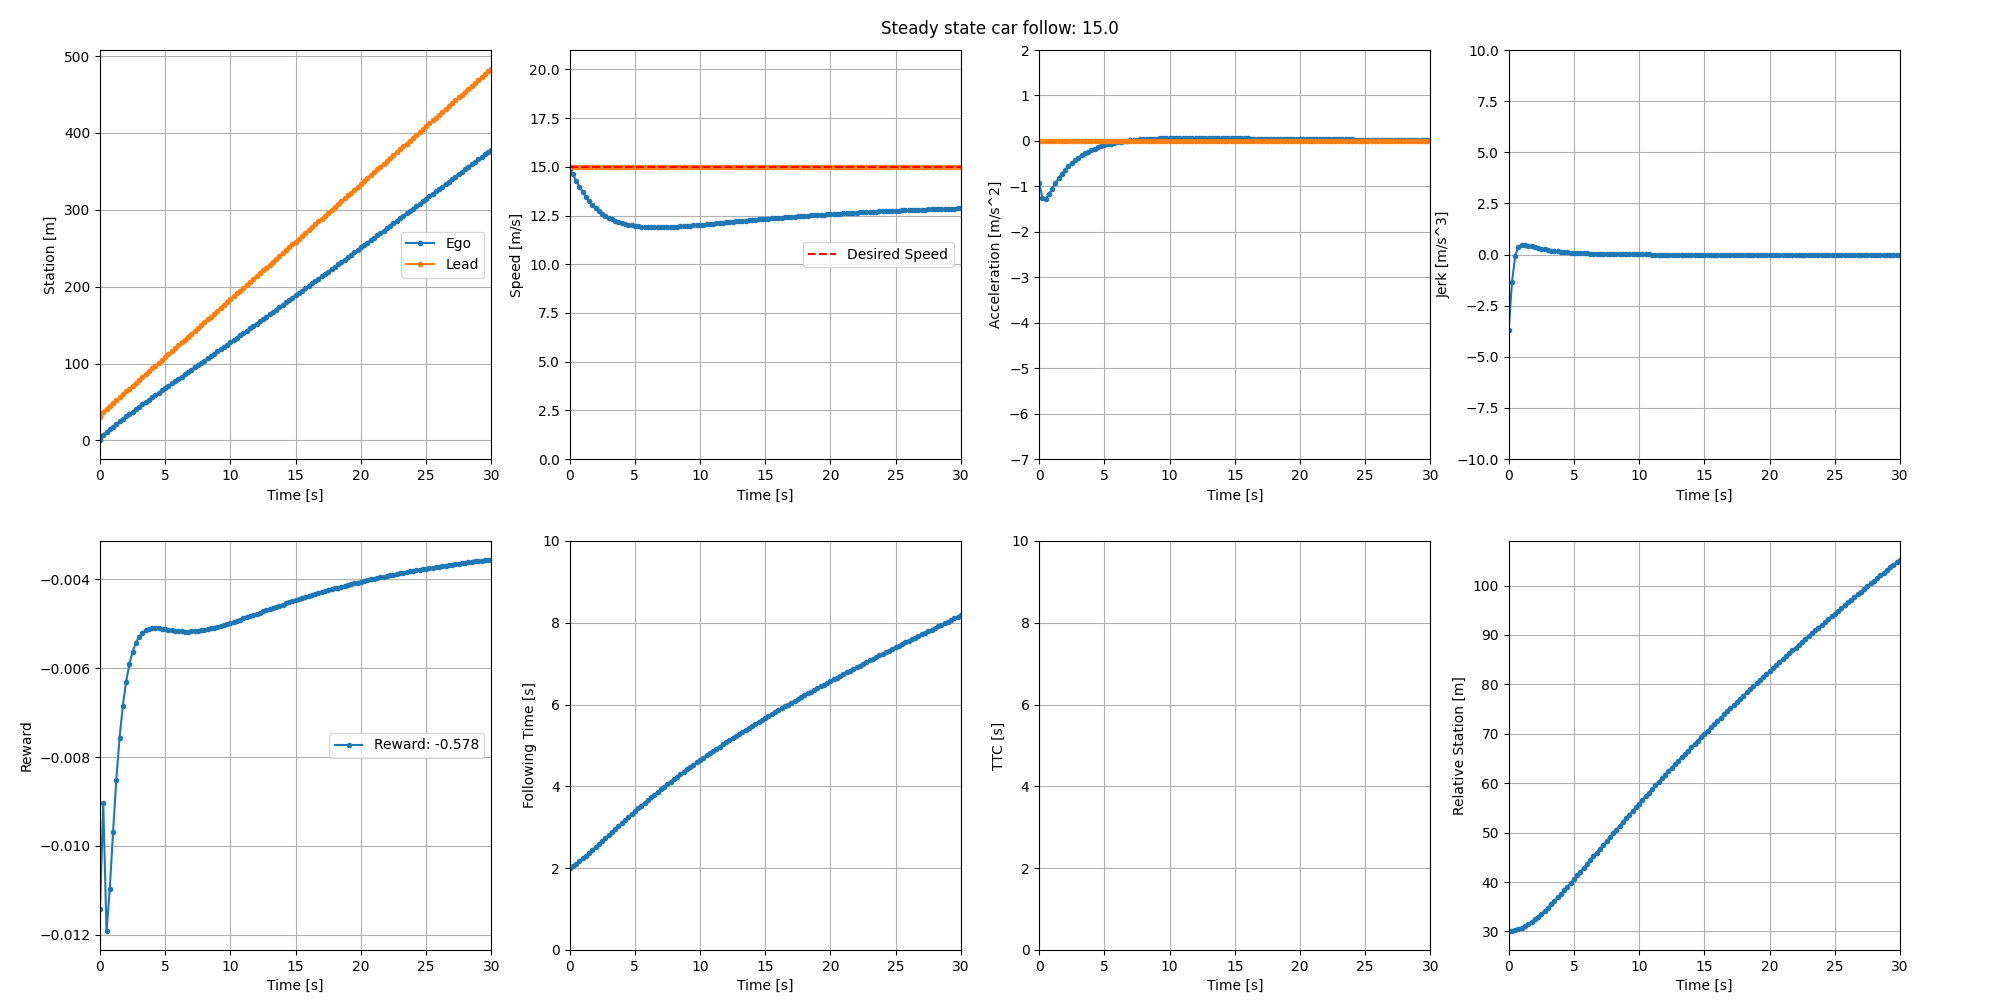 Steady state car follow: 15.0
500
400
300
200
100
0
Station [m]
Ego
Lead
0 5 10 15 20 25 30
Time [s]
20.0
17.5
15.0
12.5
10.0
7.5
5.0
2.5
0.0
Speed [m/s]
Desired Speed
0 5 10 15 20 25 30
Time [s]
2
1
0
−1
−2
−3
−4
−5
−6
−7
Acceleration [m/s^2]
0 5 10 15 20 25 30
Time [s]
10.0
7.5
5.0
2.5
0.0
−2.5
−5.0
−7.5
−10.0
Jerk [m/s^3]
0 5 10 15 20 25 30
Time [s]
−0.004
−0.006
−0.008
−0.010
−0.012
Reward
Reward: -0.578
0 5 10 15 20 25 30
Time [s]
10
8
6
4
2
0
Following Time [s]
0 5 10 15 20 25 30
Time [s]
10
8
6
4
2
0
TTC [s]
0 5 10 15 20 25 30
Time [s]
100
90
80
70
60
50
40
30
Relative Station [m]
0 5 10 15 20 25 30
Time [s]